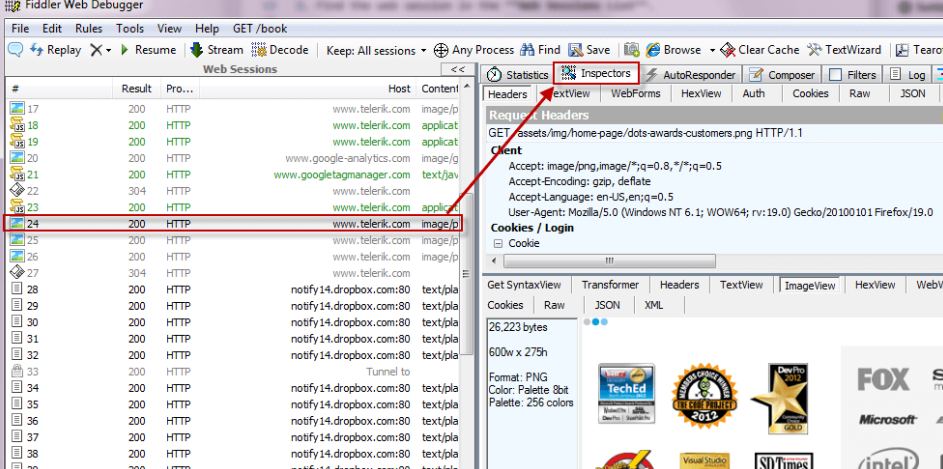 Fiddler Web Debugger
File Edit Rules Tools View Help GET /book
Replay X Resume Stream Decode Keep: All sessions Any Process Find Save Browse Clear Cache TextWizard
Web Sessions <<
Statistics Inspectors AutoResponder Composer Filters Log
# Result Pro... Host Content
Headers TextView WebForms HexView Auth Cookies Raw JSON
17 200 HTTP www.telerik.com image/p
18 200 HTTP www.telerik.com applicat
19 200 HTTP www.telerik.com applicat
20 200 HTTP www.google-analytics.com image/g
21 200 HTTP www.googletagmanager.com text/jav
22 304 HTTP www.telerik.com
23 200 HTTP www.telerik.com applicat
24 200 HTTP www.telerik.com image/p
25 200 HTTP www.telerik.com image/p
26 200 HTTP www.telerik.com image/p
27 304 HTTP www.telerik.com
28 200 HTTP notify14.dropbox.com:80 text/pla
29 200 HTTP notify14.dropbox.com:80 text/pla
30 200 HTTP notify14.dropbox.com:80 text/pla
31 200 HTTP notify14.dropbox.com:80 text/pla
32 200 HTTP notify14.dropbox.com:80 text/pla
33 200 HTTP Tunnel to
34 200 HTTP notify14.dropbox.com:80 text/pla
35 200 HTTP notify14.dropbox.com:80 text/pla
36 200 HTTP notify14.dropbox.com:80 text/pla
37 200 HTTP notify14.dropbox.com:80 text/pla
38 200 HTTP notify14.dropbox.com:80 text/pla
Request Headers
GET /assets/img/home-page/dots-awards-customers.png HTTP/1.1
Client
Accept: image/png,image/*;q=0.8,*/*;q=0.5
Accept-Encoding: gzip, deflate
Accept-Language: en-US,en;q=0.5
User-Agent: Mozilla/5.0 (Windows NT 6.1; WOW64; rv:19.0) Gecko/20100101 Firefox/19.0
Cookies / Login
Cookie
Get SyntaxView Transformer Headers TextView ImageView HexView WebV
Cookies Raw JSON XML
26,223 bytes
600w x 275h
Format: PNG
Color: Palette 8bit
Palette: 256 colors
TechEd
MEMBERS CHOICE WINNER
THE CODE PROJECT
2012
DevPro
2012
GOLD
FOX
Microsoft
Visual Studio
SD Times
intel